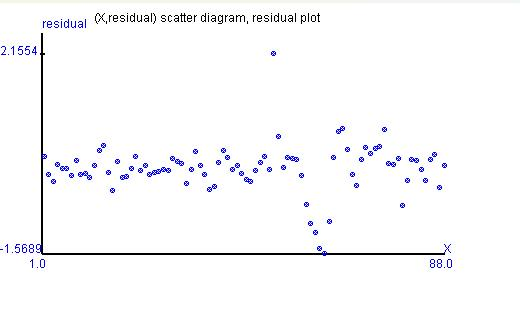 (X,residual) scatter diagram, residual plot
residual
2.1554
-1.5689
X
1.0
88.0